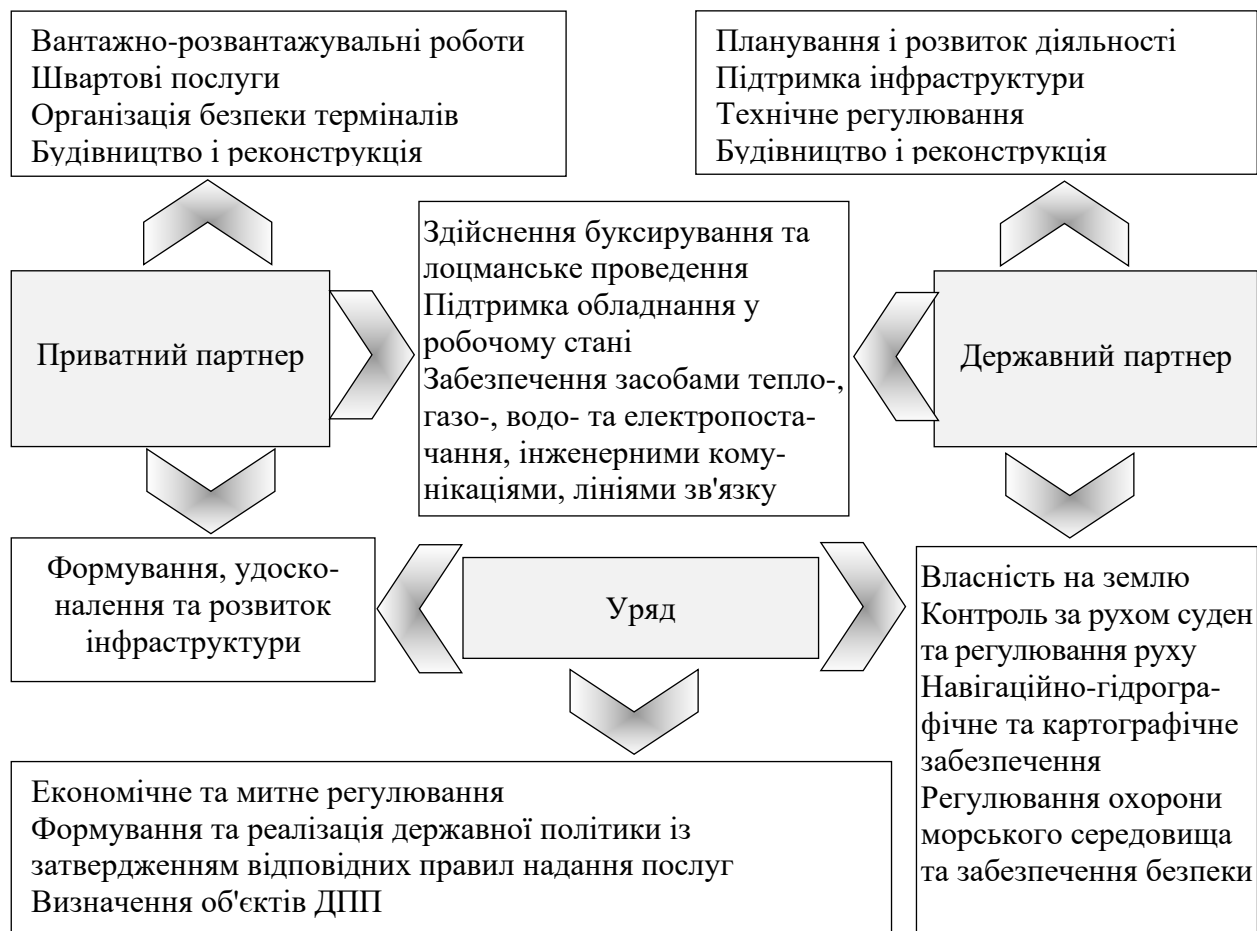 Вантажно-розвантажувальні роботи
Швартові послуги
Організація безпеки терміналів
Будівництво і реконструкція
Планування і розвиток діяльності
Підтримка інфраструктури
Технічне регулювання
Будівництво і реконструкція
Приватний партнер
Здійснення буксирування та
лоцманське проведення
Підтримка обладнання у
робочому стані
Забезпечення засобами тепло-,
газо-, водо- та електропоста-
чання, інженерними кому-
нікаціями, лініями зв'язку
Державний партнер
Формування, удоско-
налення та розвиток
інфраструктури
Уряд
Власність на землю
Контроль за рухом суден
та регулювання руху
Навігаційно-гідрогра-
фічне та картографічне
забезпечення
Регулювання охорони
морського середовища
та забезпечення безпеки
Економічне та митне регулювання
Формування та реалізація державної політики із
затвердженням відповідних правил надання послуг
Визначення об'єктів ДПП